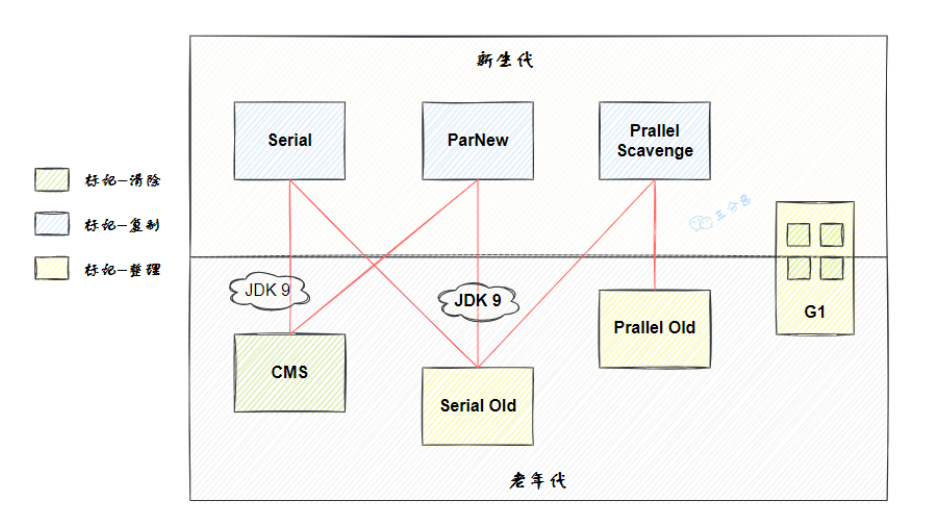 新生代
Serial
ParNew
Prallel
Scavenge
标记-清除
标记-复制
标记-整理
三分恶
JDK 9
JDK 9
G1
Prallel Old
CMS
Serial Old
老年代